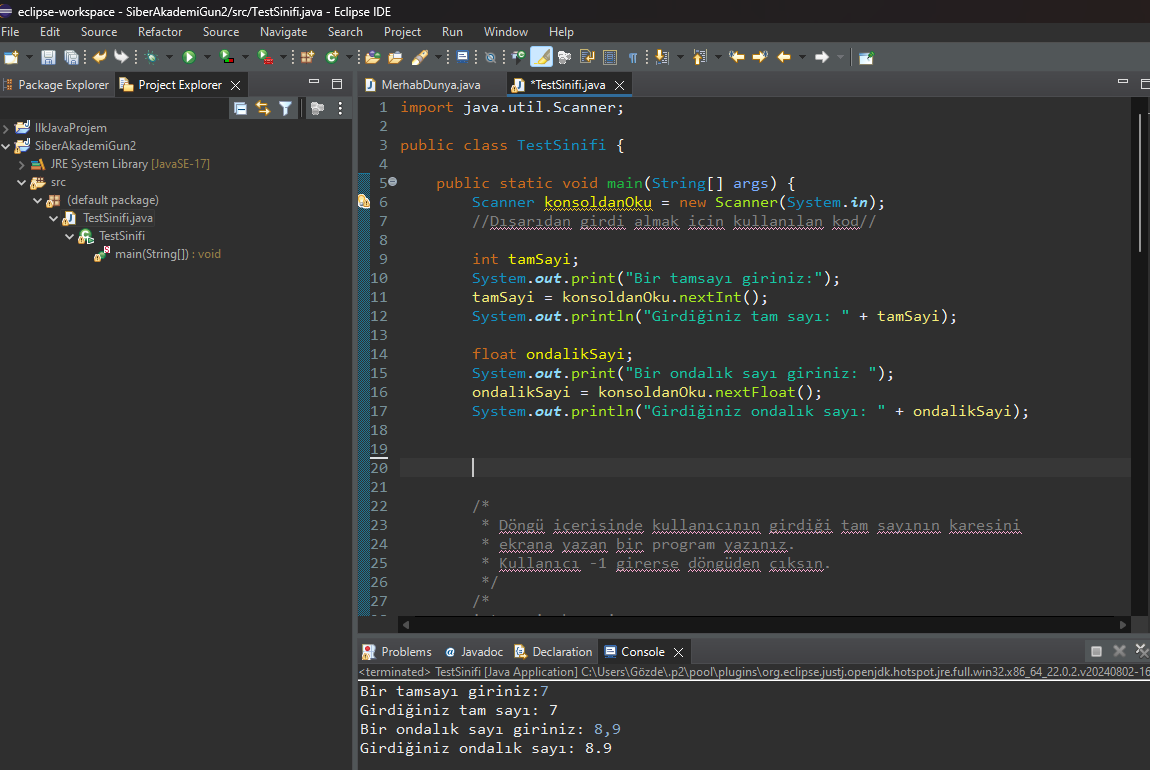 eclipse-workspace - SiberAkademiGun2/src/TestSinifi.java - Eclipse IDE
File Edit Source Refactor Source Navigate Search Project Run Window Help
Package Explorer Project Explorer
MerhabDunya.java *TestSinifi.java
IlkJavaProjem
SiberAkademiGun2
JRE System Library [JavaSE-17]
src
(default package)
TestSinifi.java
TestSinifi
main(String[]) : void
1 import java.util.Scanner;
2
3 public class TestSinifi {
4
5 public static void main(String[] args) {
6 Scanner konsoldanOku = new Scanner(System.in);
7 //Dısarıdan girdi almak icin kullanılan kod//
8
9 int tamSayi;
10 System.out.print("Bir tamsayı giriniz:");
11 tamSayi = konsoldanOku.nextInt();
12 System.out.println("Girdiğiniz tam sayı: " + tamSayi);
13
14 float ondalikSayi;
15 System.out.print("Bir ondalık sayı giriniz: ");
16 ondalikSayi = konsoldanOku.nextFloat();
17 System.out.println("Girdiğiniz ondalık sayı: " + ondalikSayi);
18
19
20
21
22 /*
23 * Döngü icerisinde kullanıcının girdiği tam sayının karesini
24 * ekrana yazan bir program yazınız.
25 * Kullanıcı -1 girerse döngüden çıksın.
26 */
27 /*
Problems Javadoc Declaration Console
<terminated> TestSinifi [Java Application] C:\Users\Gözde\.p2\pool\plugins\org.eclipse.justj.openjdk.hotspot.jre.full.win32.x86_64_22.0.2.v20240802-16
Bir tamsayı giriniz:7
Girdiğiniz tam sayı: 7
Bir ondalık sayı giriniz: 8,9
Girdiğiniz ondalık sayı: 8.9